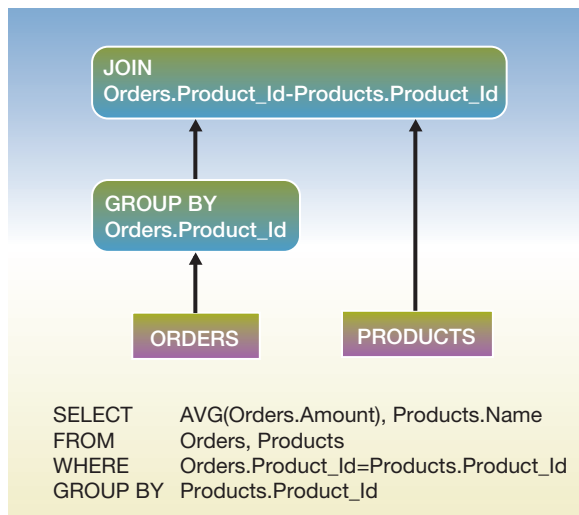 JOIN
Orders.Product_Id-Products.Product_Id
GROUP BY
Orders.Product_Id
ORDERS
PRODUCTS
SELECT AVG(Orders.Amount), Products.Name
FROM Orders, Products
WHERE Orders.Product_Id=Products.Product_Id
GROUP BY Products.Product_Id